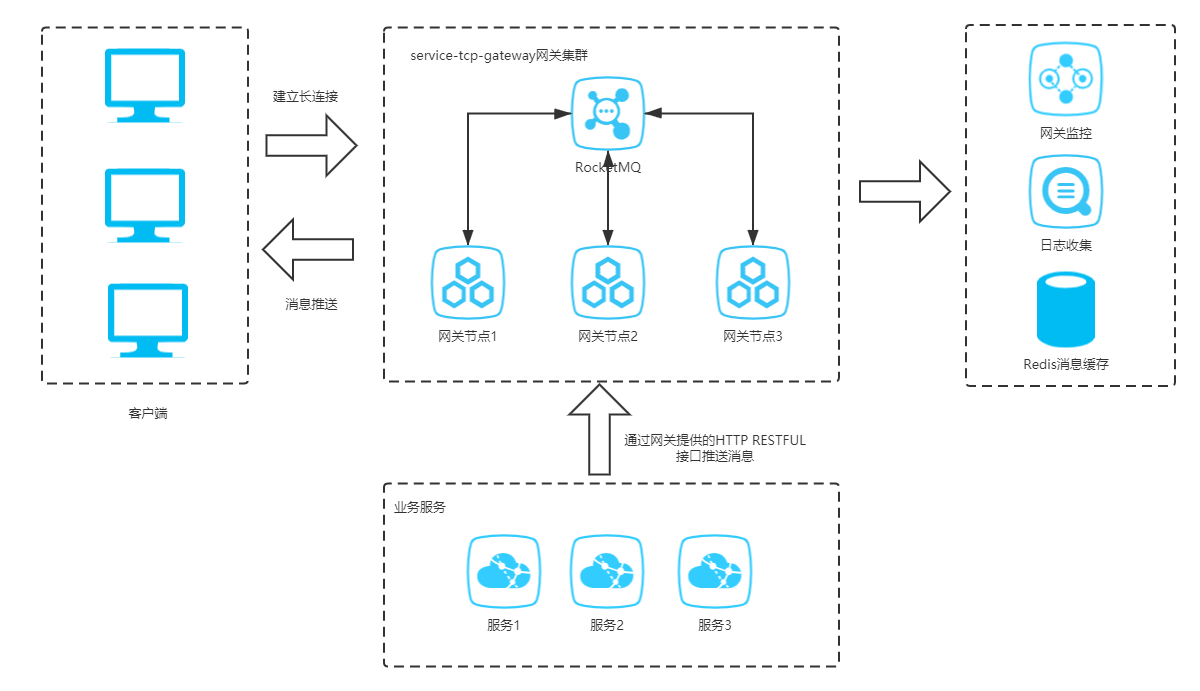 service-tcp-gateway网关集群
建立长连接
消息推送
客户端
RocketMQ
网关节点1
网关节点2
网关节点3
网关监控
日志收集
Redis消息缓存
通过网关提供的HTTP RESTFUL
接口推送消息
业务服务
服务1
服务2
服务3